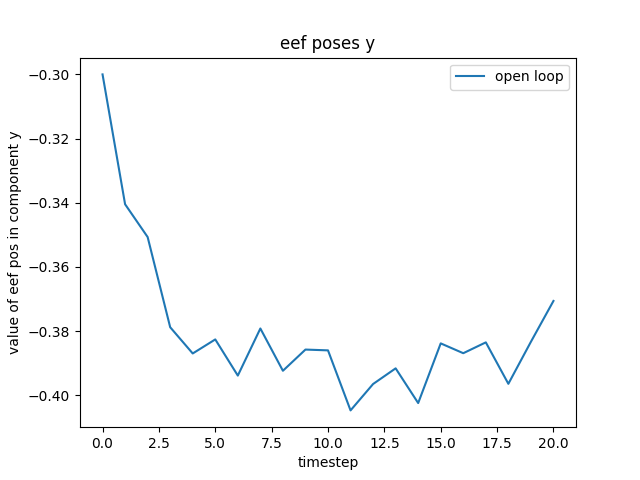 eef poses y
open loop
value of eef pos in component y
−0.30
−0.32
−0.34
−0.36
−0.38
−0.40
0.0 2.5 5.0 7.5 10.0 12.5 15.0 17.5 20.0
timestep